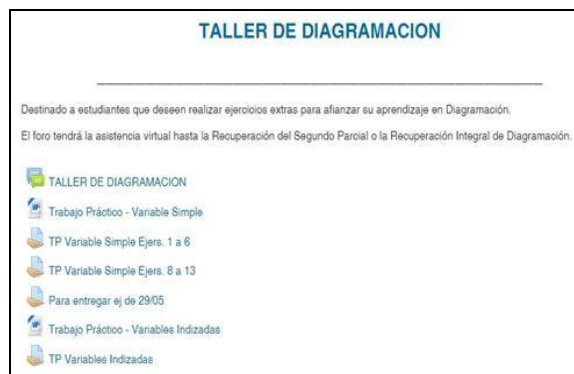 TALLER DE DIAGRAMACION
Destinado a estudiantes que deseen realizar ejercicios extras para afianzar su aprendizaje en Diagramación.
El foro tendrá la asistencia virtual hasta la Recuperación del Segundo Parcial o la Recuperación Integral de Diagramación.
TALLER DE DIAGRAMACION
Trabajo Práctico - Variable Simple
TP Variable Simple Ejers. 1 a 6
TP Variable Simple Ejers. 8 a 13
Para entregar ej de 29/05
Trabajo Práctico - Variables Indizadas
TP Variables Indizadas